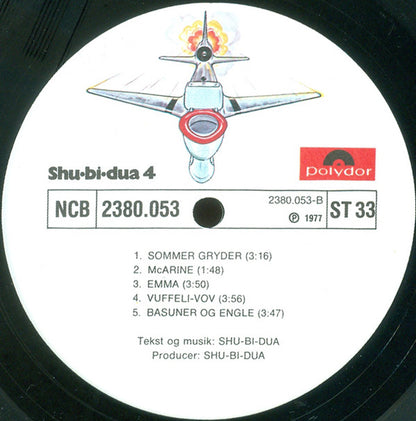 Shu·bi·dua 4
polydor
NCB 2380.053 2380.053-B ℗ 1977 ST 33
1. SOMMER GRYDER (3:16)
2. McARINE (1:48)
3. EMMA (3:50)
4. VUFFELI-VOV (3:56)
5. BASUNER OG ENGLE (3:47)
Tekst og musik: SHU-BI-DUA
Producer: SHU-BI-DUA